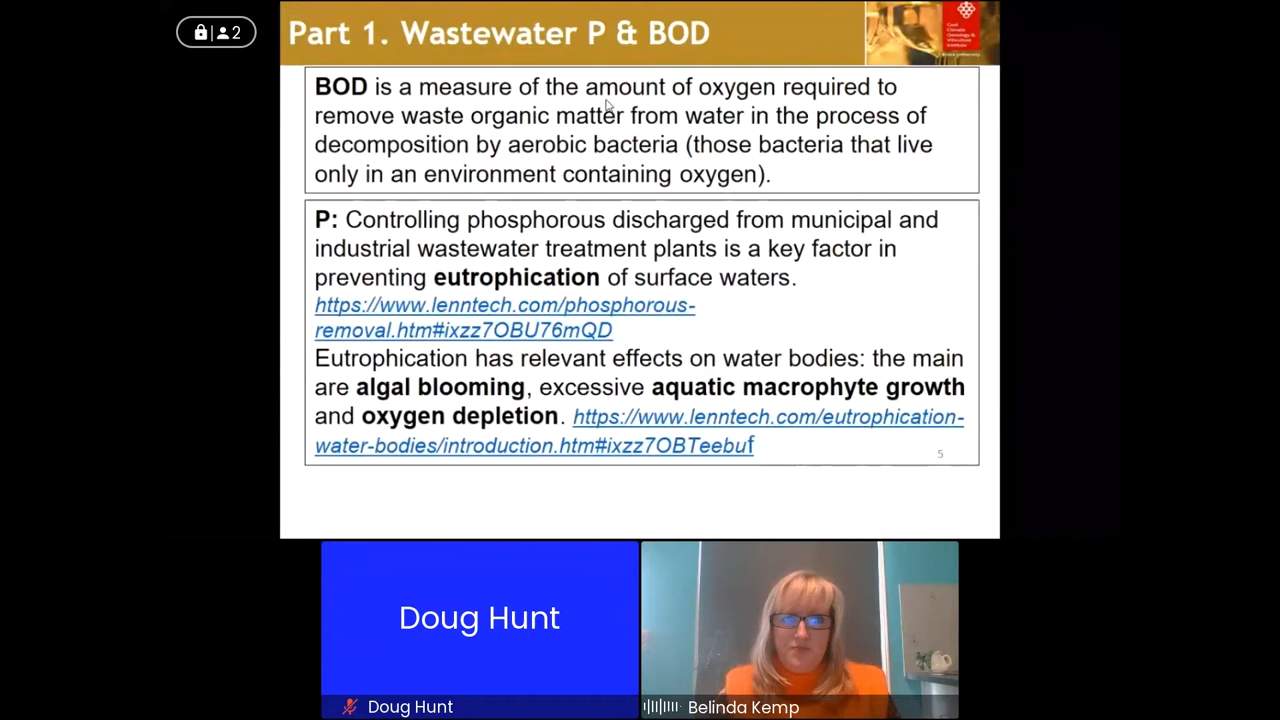 2
Part 1. Wastewater P & BOD
Cool
Climate
Oenology &
Viticulture
Institute
BOD is a measure of the amount of oxygen required to
remove waste organic matter from water in the process of
decomposition by aerobic bacteria (those bacteria that live
only in an environment containing oxygen).
P: Controlling phosphorous discharged from municipal and
industrial wastewater treatment plants is a key factor in
preventing eutrophication of surface waters.
https://www.lenntech.com/phosphorous-
removal.htm#ixzz7OBU76mQD
Eutrophication has relevant effects on water bodies: the main
are algal blooming, excessive aquatic macrophyte growth
and oxygen depletion. https://www.lenntech.com/eutrophication-
water-bodies/introduction.htm#ixzz7OBTeebuf
5
Doug Hunt
Doug Hunt
Belinda Kemp